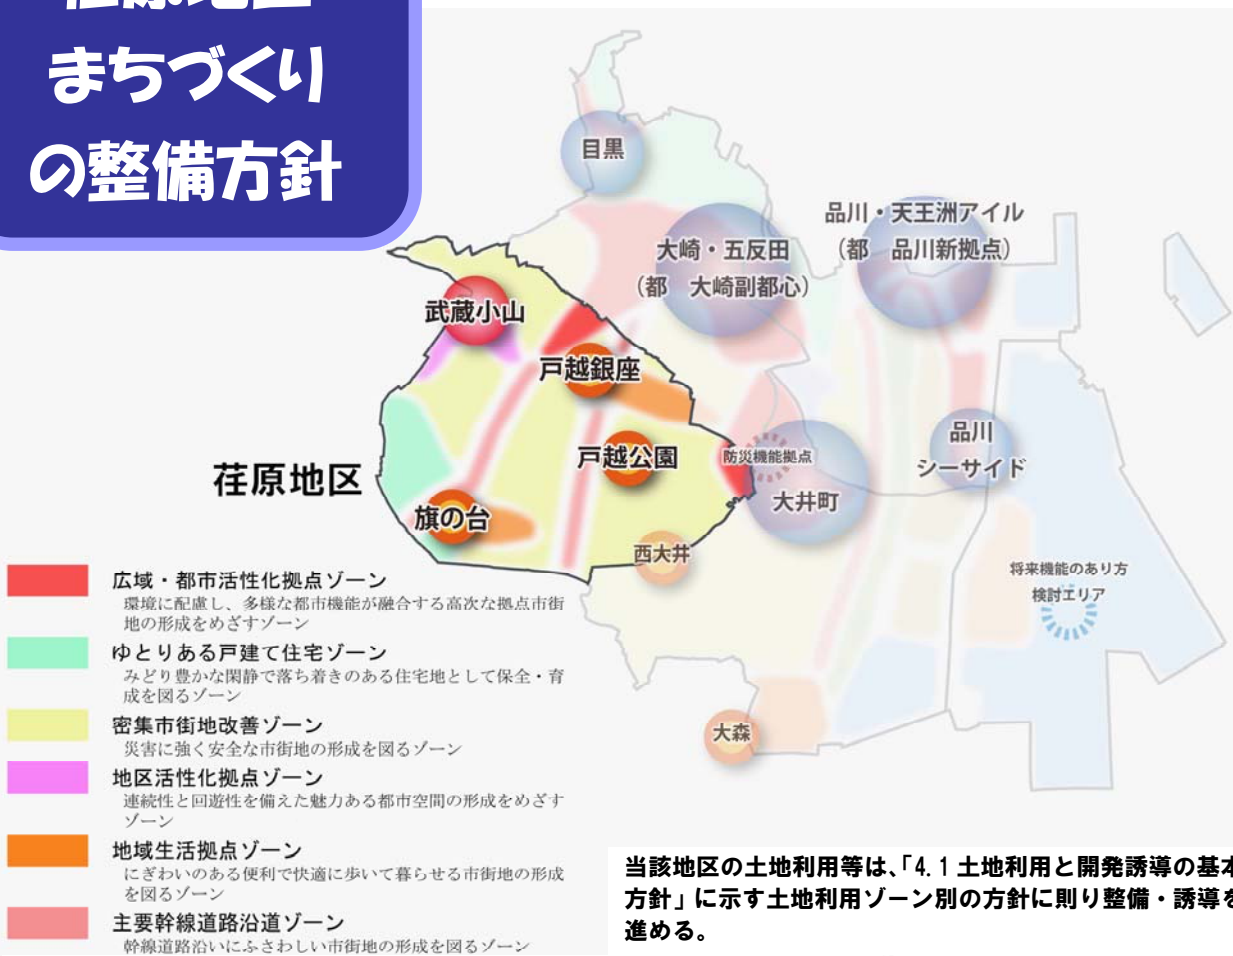 荏原地区
まちづくり
の整備方針
目黒
品川・天王洲アイル
（都　品川新拠点）
大崎・五反田
（都　大崎副都心）
武蔵小山
戸越銀座
品川
シーサイド
防災機能拠点
戸越公園
荏原地区
大井町
旗の台
西大井
将来機能のあり方
検討エリア
大森
広域・都市活性化拠点ゾーン
環境に配慮し、多様な都市機能が融合する高次な拠点市街
地の形成をめざすゾーン
ゆとりある戸建て住宅ゾーン
みどり豊かな閑静で落ち着きのある住宅地として保全・育
成を図るゾーン
密集市街地改善ゾーン
災害に強く安全な市街地の形成を図るゾーン
地区活性化拠点ゾーン
連続性と回遊性を備えた魅力ある都市空間の形成をめざす
ゾーン
地域生活拠点ゾーン
にぎわいのある便利で快適に歩いて暮らせる市街地の形成
を図るゾーン
主要幹線道路沿道ゾーン
幹線道路沿いにふさわしい市街地の形成を図るゾーン
当該地区の土地利用等は、「4.1 土地利用と開発誘導の基本
方針」に示す土地利用ゾーン別の方針に則り整備・誘導を
進める。